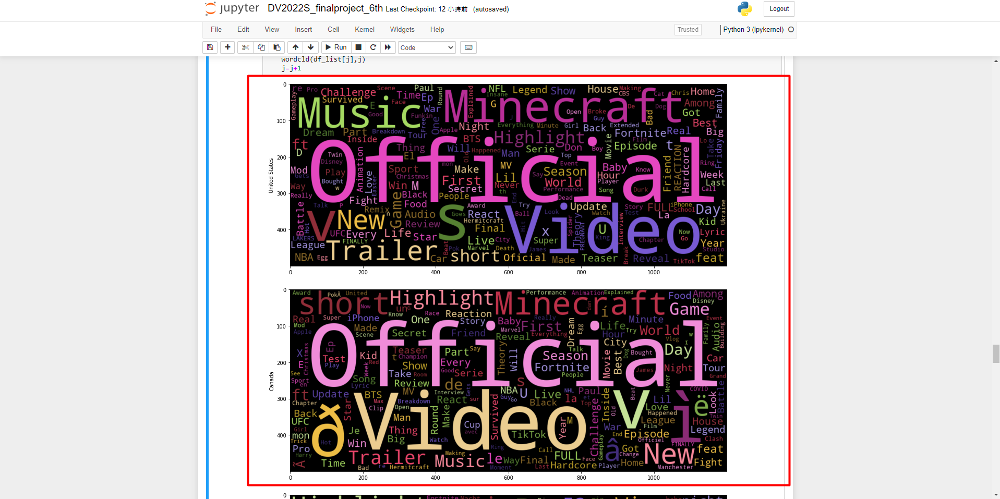 jupyter DV2022S_finalproject_6th Last Checkpoint: 12 小時前 (autosaved) Logout
File Edit View Insert Cell Kernel Widgets Help Trusted Python 3 (ipykernel)
Run Code
wordcld(df_list[j],j)
j=j+1
United States
0 100 200 300 400
re Pro Challenge Scene Paul Round NFL Legend Show House Making Cat Chris Home
Gameplay Survived Face Time Ep Explained Insane CBS Among Family
Music Minecraft
E Good War Funkin G Open Broke De Dog Bad Got
Dream Part Breakdown Free One Night Everything Minute Girl Guy Back Extended Fortnite Real Best Big
Inside Tour Apple BTS Highlight Movie Film Episode t Lo Take Friday
ft D Twin Disney Thing El Will Old Happened Man Serie Don Boy Top REACTION Ring
Official
Mod Play Animation Sport mon Make MV Event Season Baby Know Friend Hardcore Week
Gets Bought w Love Easter Christmas First Lil Say World Hour Player Last
Way Win M Secret Never Performance Song Durk Call
Really Fight Black People th End Dead
Talk P Food Award Try Update Story FULL iPhone School Day Ukraine
Battle V New n Remix Game Audio S Goes React Ball Look Watch Test La
Hot Review Hermitcraft Hit Spider Theory PREGNANT Interview Kid
Video
LAKERS UFC Every Life Star Final x U King Now Go Lyric
League FINALLY Trailer Beat Live City Super Chapter Year
Pok Marvel Death James Break Studio
NBA Egg Car short Oficial Made Teaser Reveal TikTok feat
0 200 400 600 800 1000
Canada
0 100 200 300 400
Award PokÃ United Highlight Performance Animation Explained Food Among
short Now un G Minecraft dan í Disney Game
Real Super iPhone Know Race Reaction Baby Really Minute Event
Mod Made One Story First Dream Egg Life World w Family
Apple Scene Secret Friend Marvel Reveal Everything Hour Try Vlog ï Audio Building
Official
X Ep Teaser Part Say Theory Will Talk City Dog Bought Day
E Christmas Test Kid t Champion Every Season Movie Best James Car
Play Week Red Show Good Serie Fortnite Night Tour
See Take Room People Never Grand
Sport en Song Lyric Review de S
ft Update BTS MV Interview Gets NBA U Live NHL Paul Beat COVID Battle
Chapter Star Max Breakdown React sur Guy Go Black la et Top Inside V Lil Look
Clip Open Love ë Twin
Back ð Video Old Happened
UFC Man Round Make Cup Survived Year M Challenge League House
Girl Je Thing avec TikTok War Film ì Legend
mon Big Watch End Episode Clash
Trick Hot Win Ring Call Gameplay â Got Officiel FINALLY
Pro Trailer Making le Way Final FULL Face Change New feat
Harry Time Music Last Hardcore Player Home Fight
Ã Bad re Hermitcraft Moment Manchester
0 200 400 600 800 1000
0